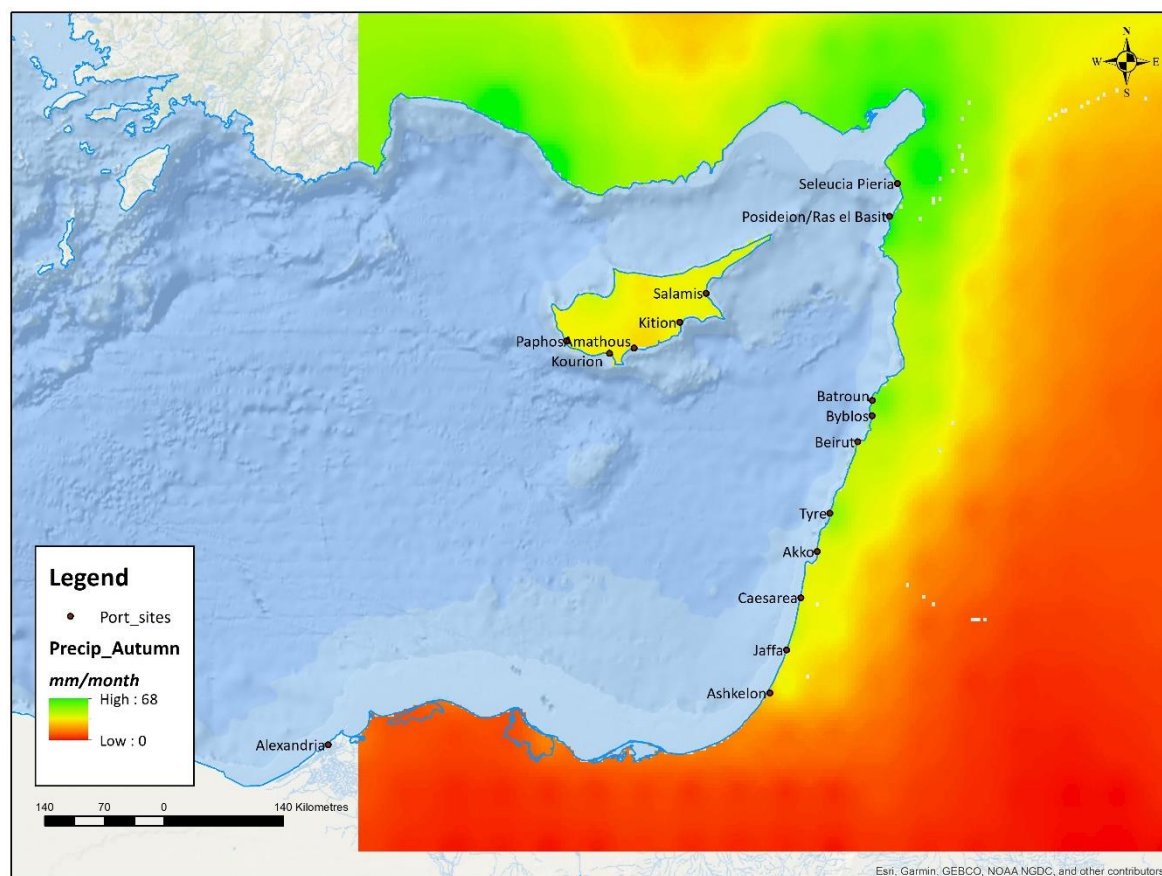 N
W E
S
Seleucia Pieria
Posideion/Ras el Basit
Salamis
Kition
Paphos
Amathous
Kourion
Batroun
Byblos
Beirut
Tyre
Akko
Caesarea
Jaffa
Ashkelon
Alexandria
Legend
Port_sites
Precip_Autumn
mm/month
High : 68
Low : 0
140 70 0 140 Kilometres
Esri, Garmin, GEBCO, NOAA NGDC, and other contributors